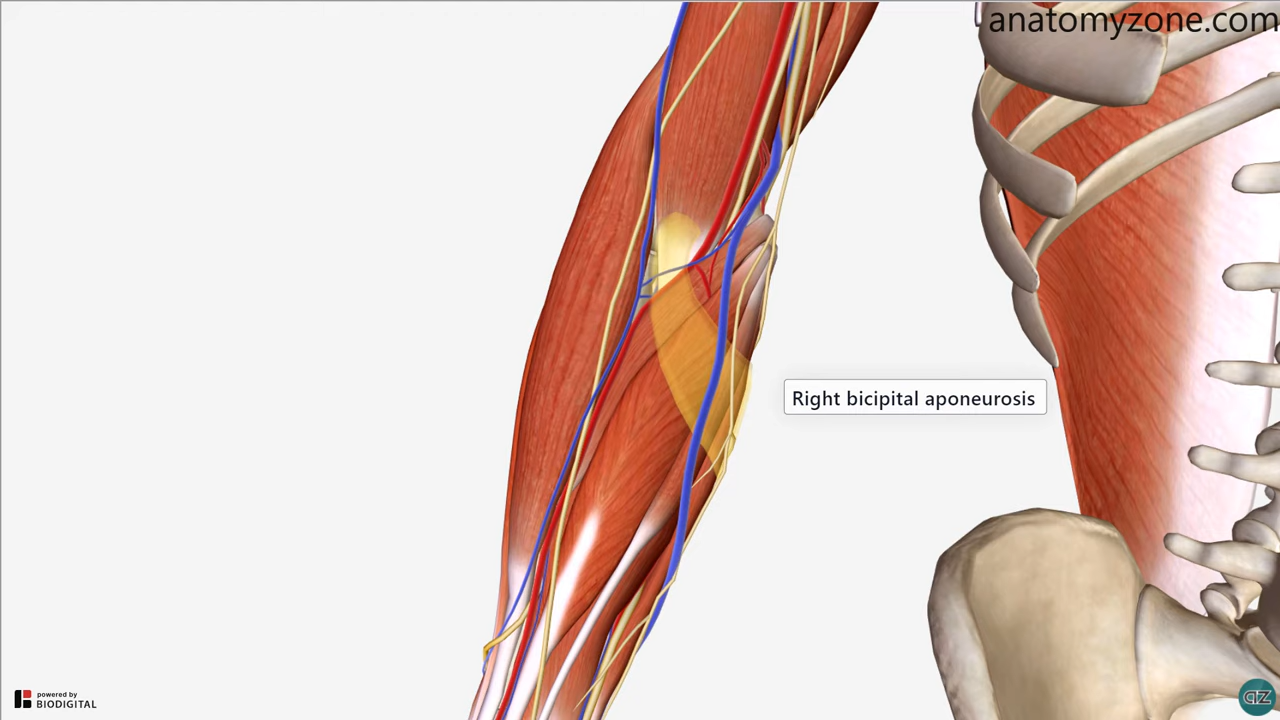 anatomyzone.com
Right bicipital aponeurosis
powered by
BIODIGITAL
az